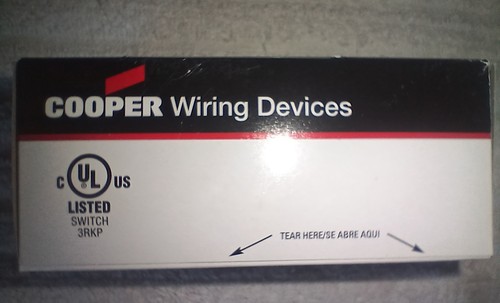 COOPER Wiring Devices
C UL US
LISTED
SWITCH
3RKP
TEAR HERE/SE ABRE AQUI